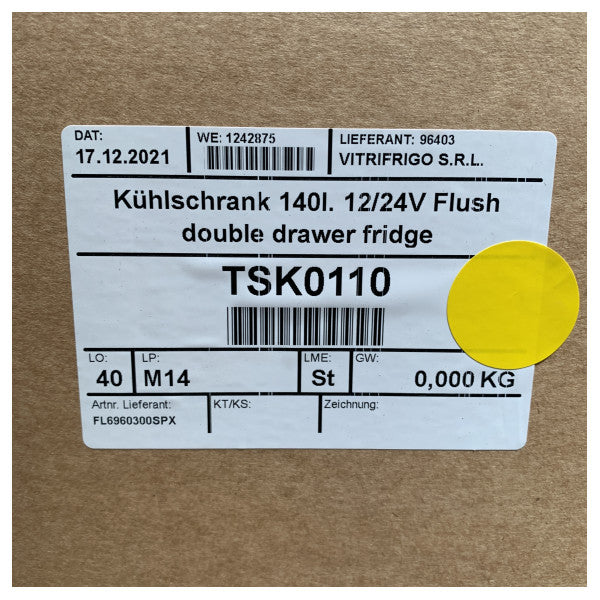 DAT:
17.12.2021
WE: 1242875
LIEFERANT: 96403
VITRIFRIGO S.R.L.
Kühlschrank 140l. 12/24V Flush
double drawer fridge
TSK0110
LO:
40
LP:
M14
LME:
St
GW:
0,000 KG
Artnr. Lieferant:
FL6960300SPX
KT/KS:
Zeichnung: